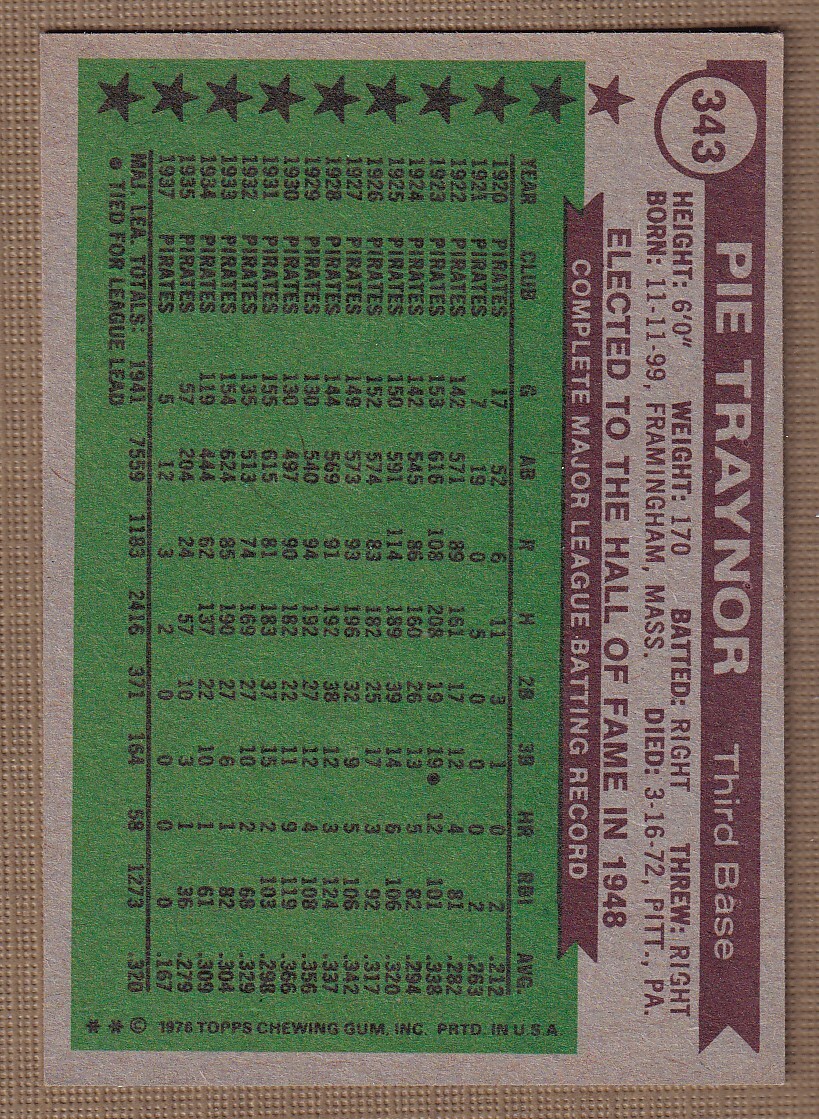 343
PIE TRAYNOR Third Base
HEIGHT: 6'0" WEIGHT: 170 BATTED: RIGHT THREW: RIGHT
BORN: 11-11-99, FRAMINGHAM, MASS. DIED: 3-16-72, PITT., PA.
ELECTED TO THE HALL OF FAME IN 1948
COMPLETE MAJOR LEAGUE BATTING RECORD
YEAR CLUB G AB R H 2B 3B HR RBI AVG.
1920 PIRATES 17 52 6 11 3 1 0 2 .212
1921 PIRATES 7 19 0 5 0 0 0 2 .263
1922 PIRATES 142 571 89 161 17 12 4 81 .282
1923 PIRATES 153 616 108 208 19 19● 12 101 .338
1924 PIRATES 142 545 86 160 26 13 5 82 .294
1925 PIRATES 150 591 114 189 39 14 6 106 .320
1926 PIRATES 152 574 83 182 25 17 3 92 .317
1927 PIRATES 149 573 93 196 32 9 5 106 .342
1928 PIRATES 144 569 91 192 38 12 3 124 .337
1929 PIRATES 130 540 94 192 27 12 4 108 .356
1930 PIRATES 130 497 90 182 22 11 9 119 .366
1931 PIRATES 155 615 81 183 37 15 2 103 .298
1932 PIRATES 135 513 74 169 27 10 2 68 .329
1933 PIRATES 154 624 85 190 27 6 1 82 .304
1934 PIRATES 119 444 62 137 22 10 1 61 .309
1935 PIRATES 57 204 24 57 10 3 1 36 .279
1937 PIRATES 5 12 3 2 0 0 0 0 .167
MAJ. LEA. TOTALS: 1941 7559 1183 2416 371 164 58 1273 .320
● TIED FOR LEAGUE LEAD
* * © 1976 TOPPS CHEWING GUM, INC. PRTD. IN U.S.A